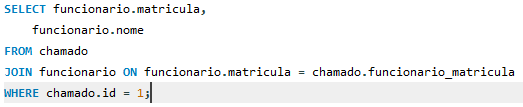 SELECT funcionario.matricula,
funcionario.nome
FROM chamado
JOIN funcionario ON funcionario.matricula = chamado.funcionario_matricula
WHERE chamado.id = 1;